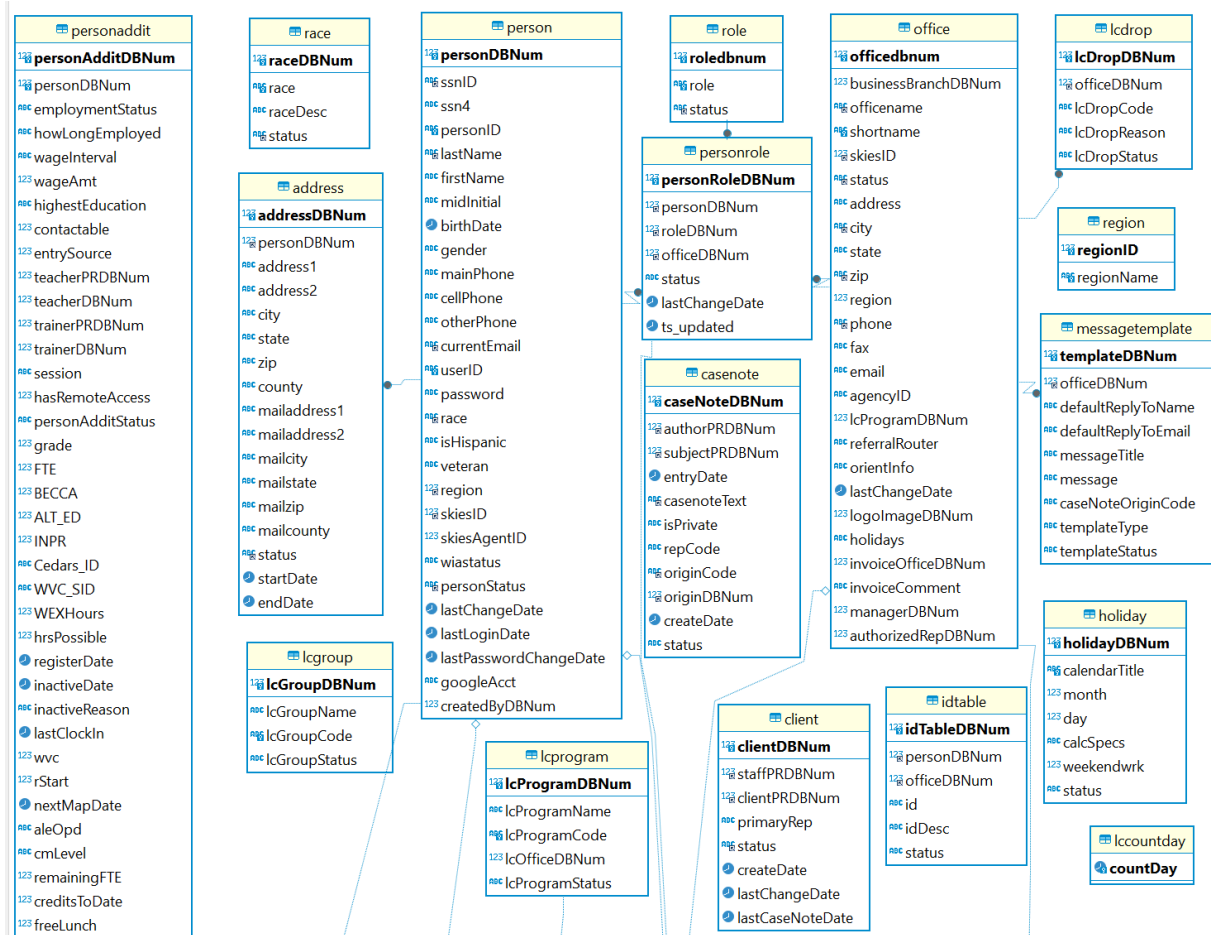 personaddit
personAdditDBNum
personDBNum
employmentStatus
howLongEmployed
wageInterval
wageAmt
highestEducation
contactable
entrySource
teacherPRDBNum
teacherDBNum
trainerPRDBNum
trainerDBNum
session
hasRemoteAccess
personAdditStatus
grade
FTE
BECCA
ALT_ED
INPR
Cedars_ID
WVC_SID
WEXHours
hrsPossible
registerDate
inactiveDate
inactiveReason
lastClockIn
wvc
rStart
nextMapDate
aleOpd
cmLevel
remainingFTE
creditsToDate
freeLunch
race
raceDBNum
race
raceDesc
status
address
addressDBNum
personDBNum
address1
address2
city
state
zip
county
mailaddress1
mailaddress2
mailcity
mailstate
mailzip
mailcounty
status
startDate
endDate
lcgroup
lcGroupDBNum
lcGroupName
lcGroupCode
lcGroupStatus
person
personDBNum
ssnID
ssn4
personID
lastName
firstName
midInitial
birthDate
gender
mainPhone
cellPhone
otherPhone
currentEmail
userID
password
race
isHispanic
veteran
region
skiesID
skiesAgentID
wiastatus
personStatus
lastChangeDate
lastLoginDate
lastPasswordChangeDate
googleAcct
createdByDBNum
lcprogram
lcProgramDBNum
lcProgramName
lcProgramCode
lcOfficeDBNum
lcProgramStatus
role
roledbnum
role
status
personrole
personRoleDBNum
personDBNum
roleDBNum
officeDBNum
status
lastChangeDate
ts_updated
casenote
caseNoteDBNum
authorPRDBNum
subjectPRDBNum
entryDate
casenoteText
isPrivate
repCode
originCode
originDBNum
createDate
status
client
clientDBNum
staffPRDBNum
clientPRDBNum
primaryRep
status
createDate
lastChangeDate
lastCaseNoteDate
office
officedbnum
businessBranchDBNum
officename
shortname
skiesID
status
address
city
state
zip
region
phone
fax
email
agencyID
lcProgramDBNum
referralRouter
orientInfo
lastChangeDate
logoImageDBNum
holidays
invoiceOfficeDBNum
invoiceComment
managerDBNum
authorizedRepDBNum
idtable
idTableDBNum
personDBNum
officeDBNum
id
idDesc
status
lcdrop
lcDropDBNum
officeDBNum
lcDropCode
lcDropReason
lcDropStatus
region
regionID
regionName
messagetemplate
templateDBNum
officeDBNum
defaultReplyToName
defaultReplyToEmail
messageTitle
message
caseNoteOriginCode
templateType
templateStatus
holiday
holidayDBNum
calendarTitle
month
day
calcSpecs
weekendwrk
status
lccountday
countDay